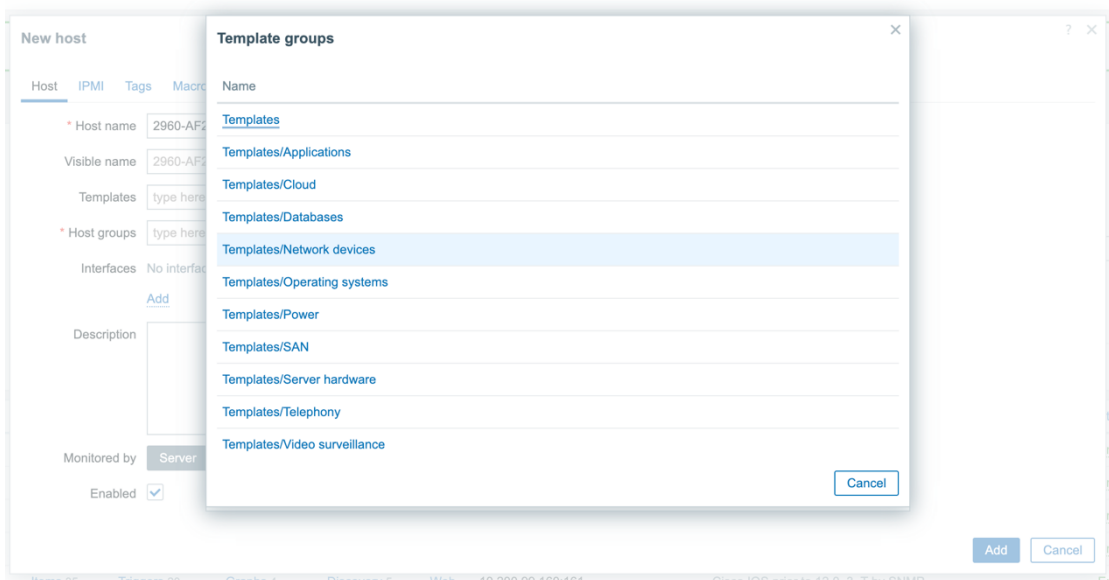 New host
Template groups
?
Host IPMI Tags
Name
* Host name 2960-AF2
Templates
Visible name 2960-AF2
Templates/Applications
Templates type here
Templates/Cloud
Templates/Databases
* Host groups type here
Templates/Network devices
Interfaces No
Templates/Operating systems
Add
Templates/Power
Description
Templates/SAN
Templates/Server hardware
Templates/Telephony
Templates/Video surveillance
Monitored by Server
Cancel
Enabled
Add Cancel